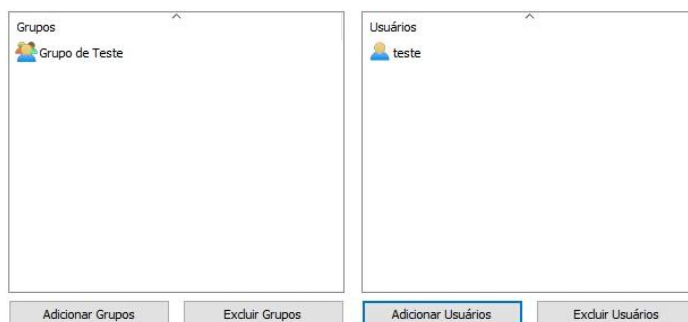 Grupos
Grupo de Teste
Usuários
teste
Adicionar Grupos
Excluir Grupos
Adicionar Usuários
Excluir Usuários